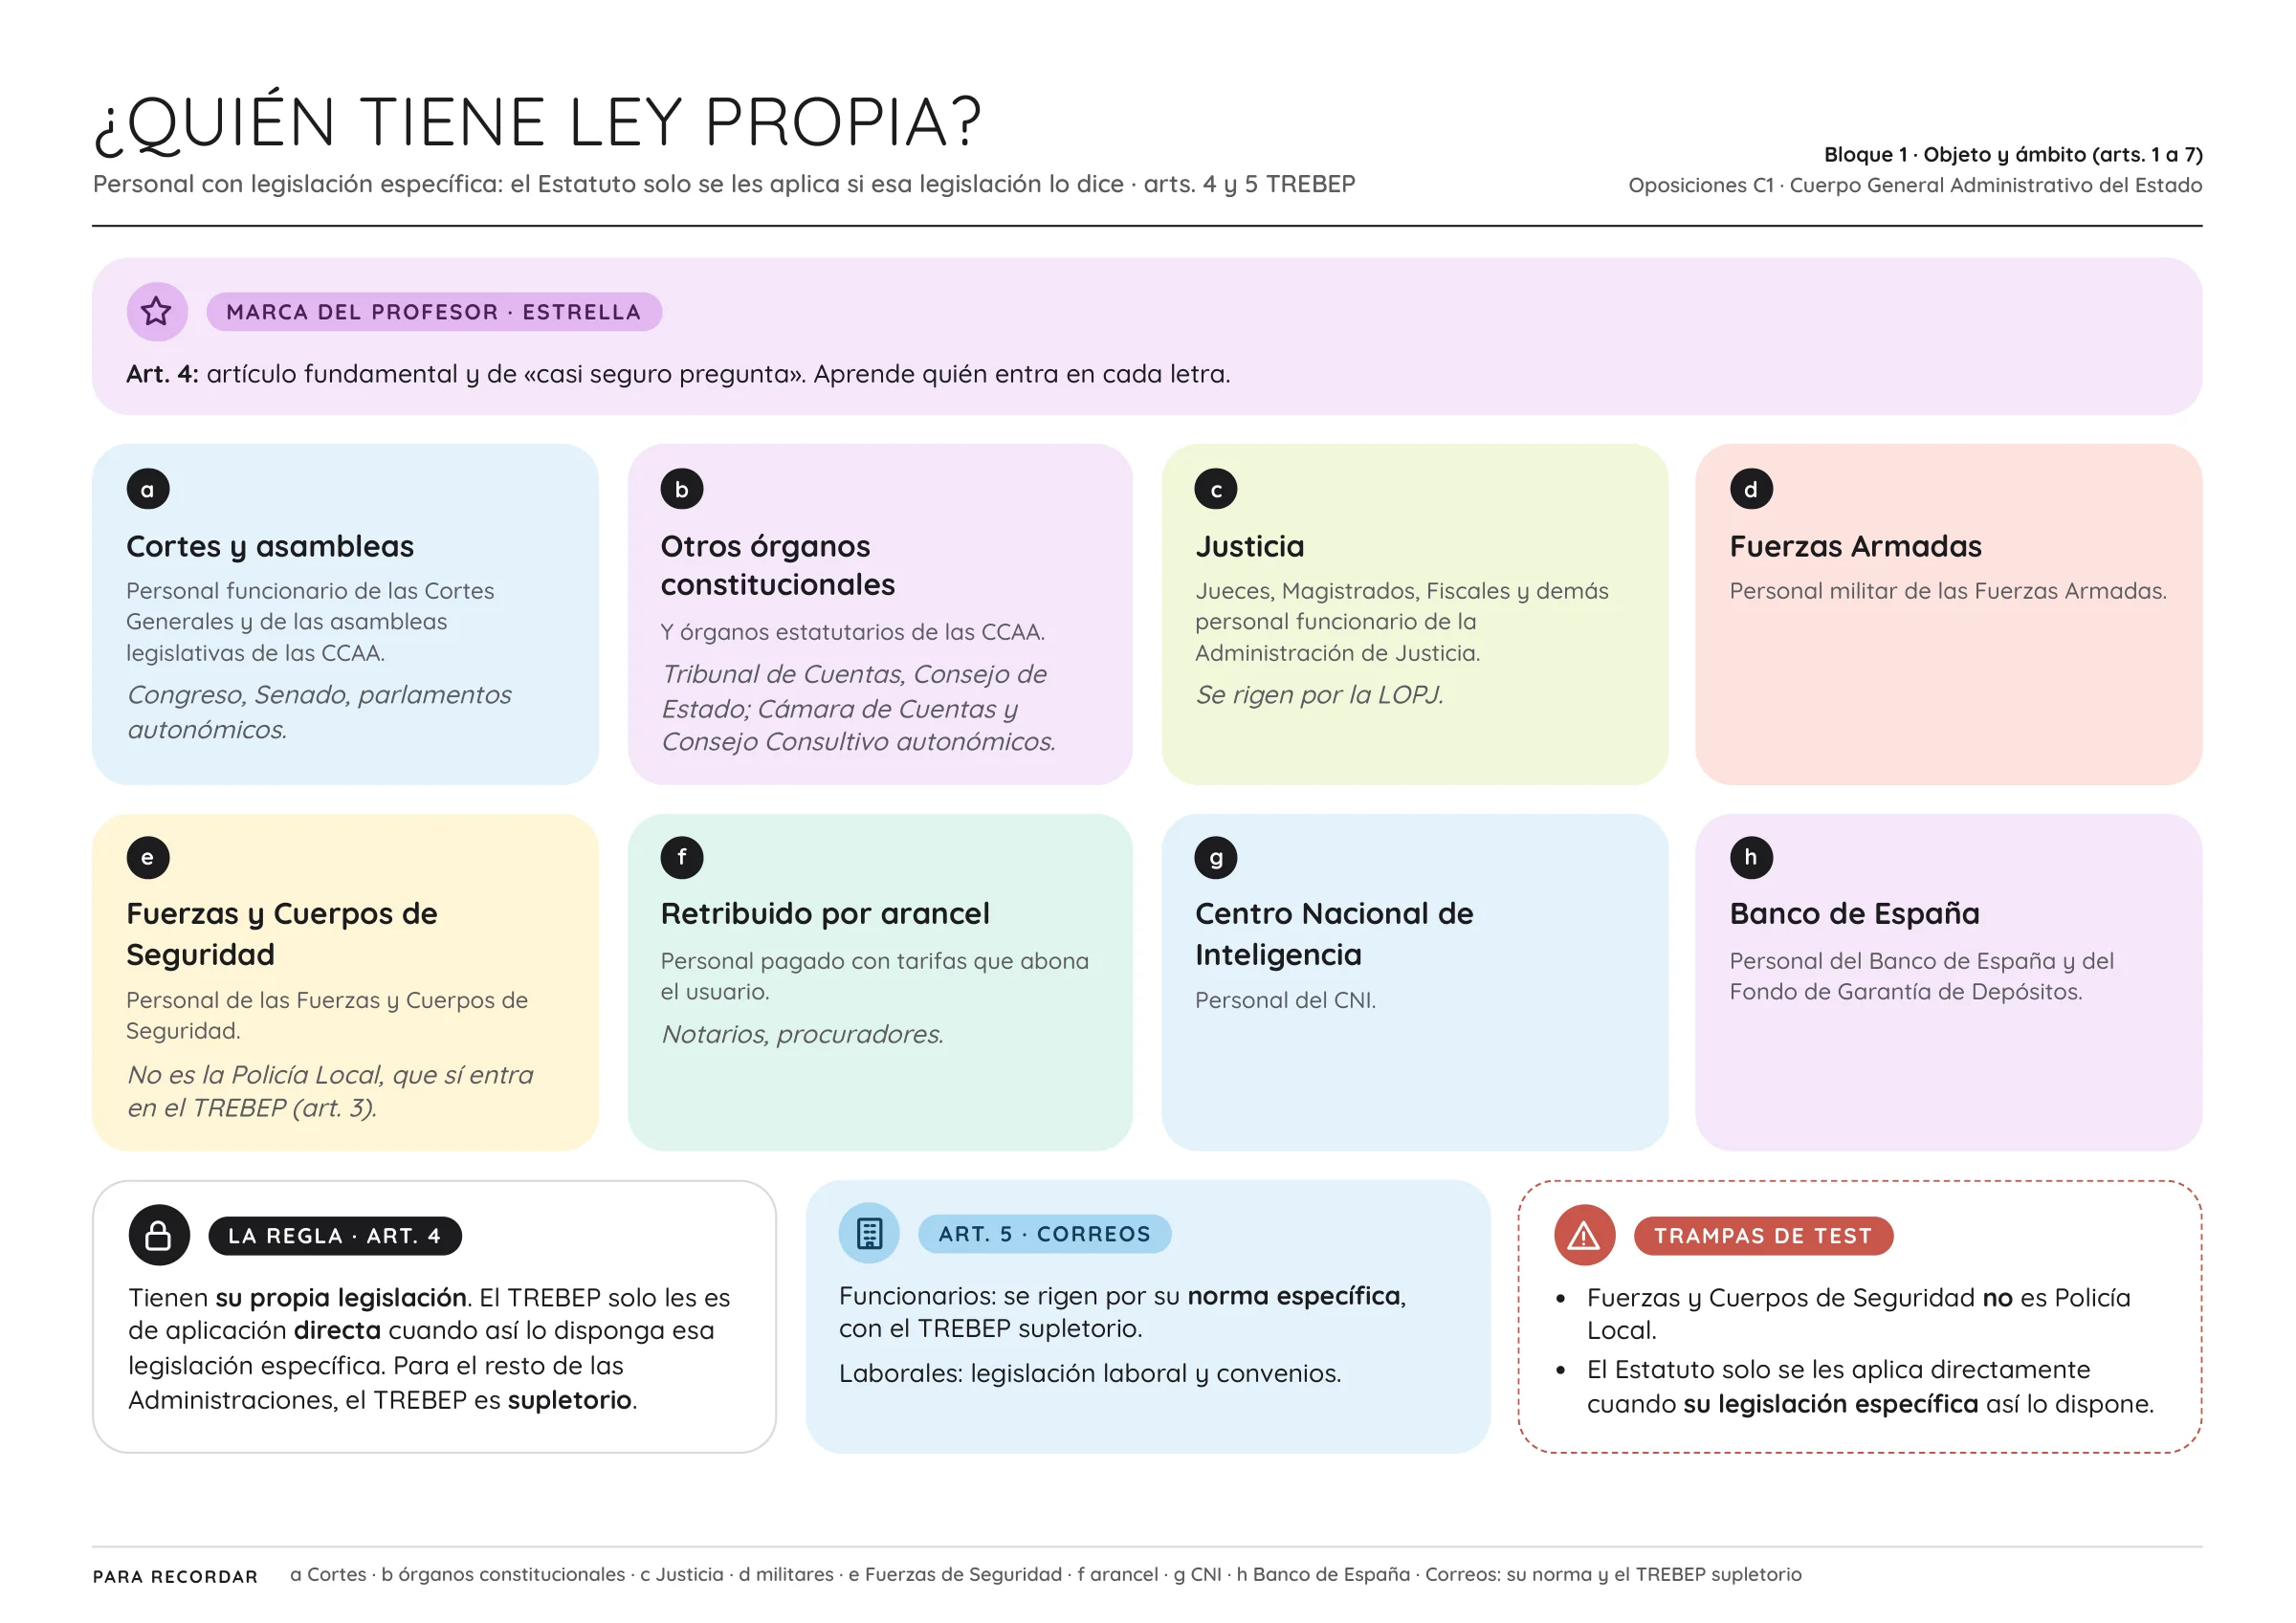 ¿QUIÉN TIENE LEY PROPIA?
Personal con legislación específica: el Estatuto solo se les aplica si esa legislación lo dice · arts. 4 y 5 TREBEP
Bloque 1 · Objeto y ámbito (arts. 1 a 7)
Oposiciones C1 · Cuerpo General Administrativo del Estado
MARCA DEL PROFESOR · ESTRELLA
Art. 4: artículo fundamental y de «casi seguro pregunta». Aprende quién entra en cada letra.
a
Cortes y asambleas
Personal funcionario de las Cortes
Generales y de las asambleas
legislativas de las CCAA.
Congreso, Senado, parlamentos
autonómicos.
b
Otros órganos
constitucionales
Y órganos estatutarios de las CCAA.
Tribunal de Cuentas, Consejo de
Estado; Cámara de Cuentas y
Consejo Consultivo autonómicos.
c
Justicia
Jueces, Magistrados, Fiscales y demás
personal funcionario de la
Administración de Justicia.
Se rigen por la LOPJ.
d
Fuerzas Armadas
Personal militar de las Fuerzas Armadas.
e
Fuerzas y Cuerpos de
Seguridad
Personal de las Fuerzas y Cuerpos de
Seguridad.
No es la Policía Local, que sí entra
en el TREBEP (art. 3).
f
Retribuido por arancel
Personal pagado con tarifas que abona
el usuario.
Notarios, procuradores.
g
Centro Nacional de
Inteligencia
Personal del CNI.
h
Banco de España
Personal del Banco de España y del
Fondo de Garantía de Depósitos.
LA REGLA · ART. 4
Tienen su propia legislación. El TREBEP solo les es
de aplicación directa cuando así lo disponga esa
legislación específica. Para el resto de las
Administraciones, el TREBEP es supletorio.
ART. 5 · CORREOS
Funcionarios: se rigen por su norma específica,
con el TREBEP supletorio.
Laborales: legislación laboral y convenios.
TRAMPAS DE TEST
• Fuerzas y Cuerpos de Seguridad no es Policía
Local.
• El Estatuto solo se les aplica directamente
cuando su legislación específica así lo dispone.
PARA RECORDAR a Cortes · b órganos constitucionales · c Justicia · d militares · e Fuerzas de Seguridad · f arancel · g CNI · h Banco de España · Correos: su norma y el TREBEP supletorio